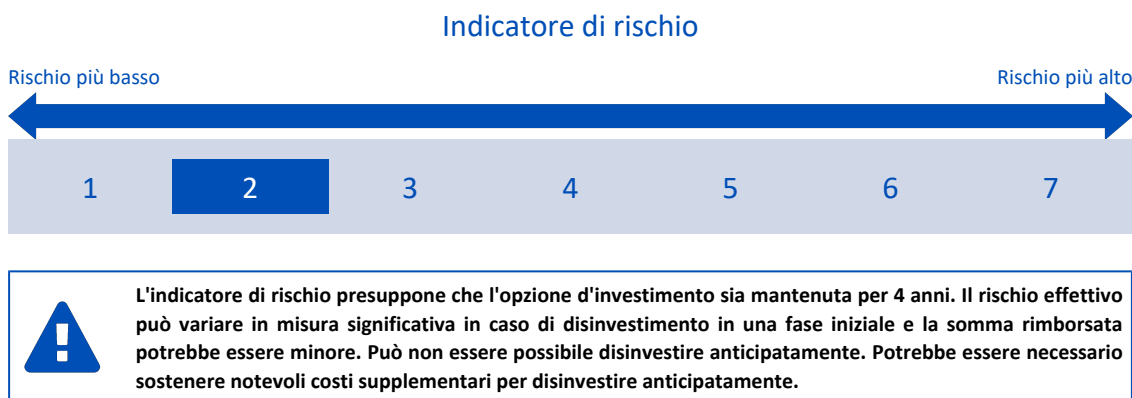 Indicatore di rischio
Rischio più basso
Rischio più alto
1 2 3 4 5 6 7
L'indicatore di rischio presuppone che l'opzione d'investimento sia mantenuta per 4 anni. Il rischio effettivo
può variare in misura significativa in caso di disinvestimento in una fase iniziale e la somma rimborsata
potrebbe essere minore. Può non essere possibile disinvestire anticipatamente. Potrebbe essere necessario
sostenere notevoli costi supplementari per disinvestire anticipatamente.